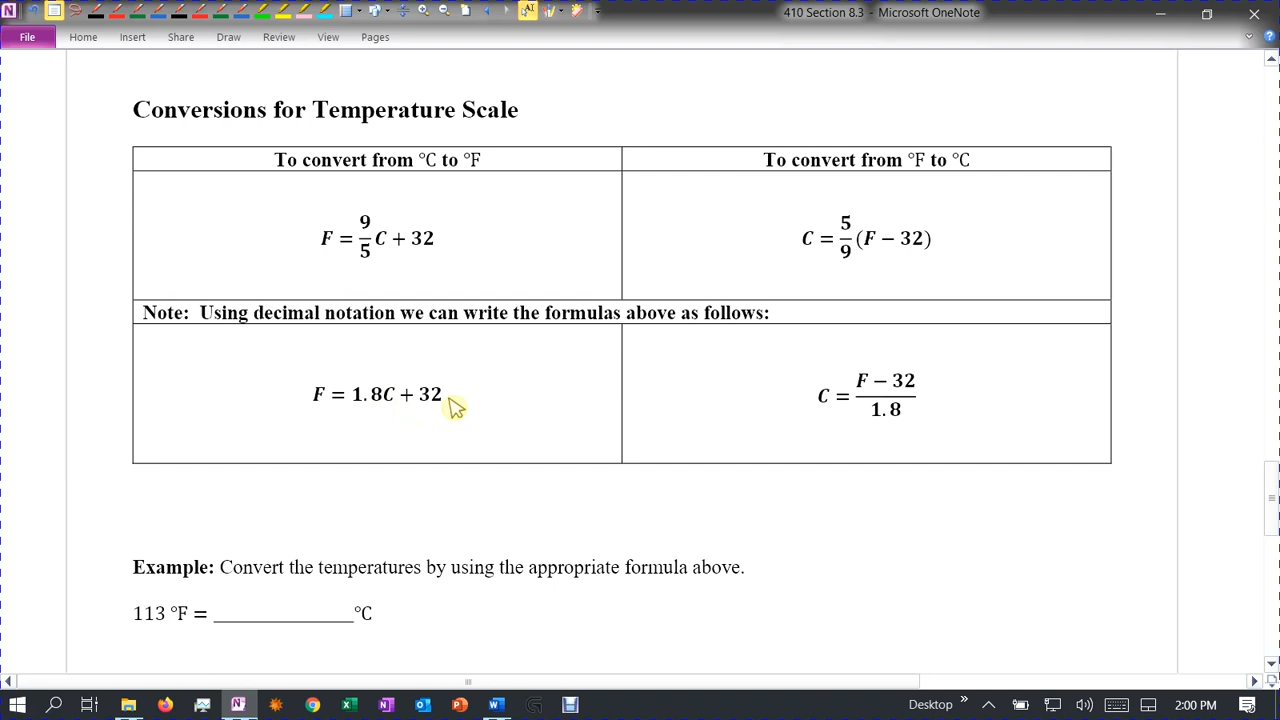 410 Section 8.3 - Microsoft OneNote
File Home Insert Share Draw Review View Pages
Conversions for Temperature Scale
To convert from °C to °F
To convert from °F to °C
F = 9/5 C + 32
C = 5/9 (F − 32)
Note: Using decimal notation we can write the formulas above as follows:
F = 1.8C + 32
C = (F − 32)/1.8
Example: Convert the temperatures by using the appropriate formula above.
113 °F = ______________ °C
Desktop
2:00 PM